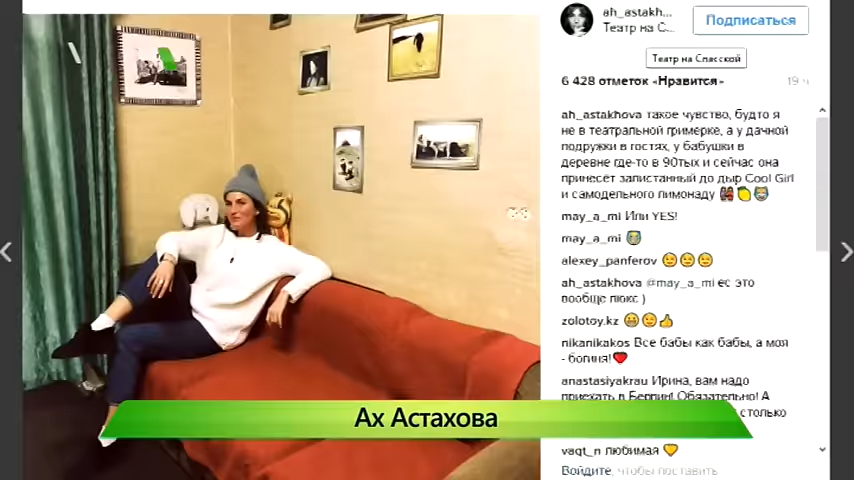 ah_astakh...
Театр на С...
Подписаться
Театр на Спасской
6 428 отметок «Нравится»
19 ч
ah_astakhova такое чувство, будто я
не в театральной гримерке, а у дачной
подружки в гостях, у бабушки в
деревне где-то в 90тых и сейчас она
принесёт залистанный до дыр Cool Girl
и самодельного лимонаду
may_a_mi Или YES!
may_a_mi
alexey_panferov
ah_astakhova @may_a_mi ес это
вообще люкс )
zolotoy.kz
nikanikakos Все бабы как бабы, а моя
- богиня!
anastasiyakrau Ирина, вам надо
приехать в Берлин! Обязательно! А
столько
vaqt_n любимая
Войдите, чтобы поставить
Ах Астахова